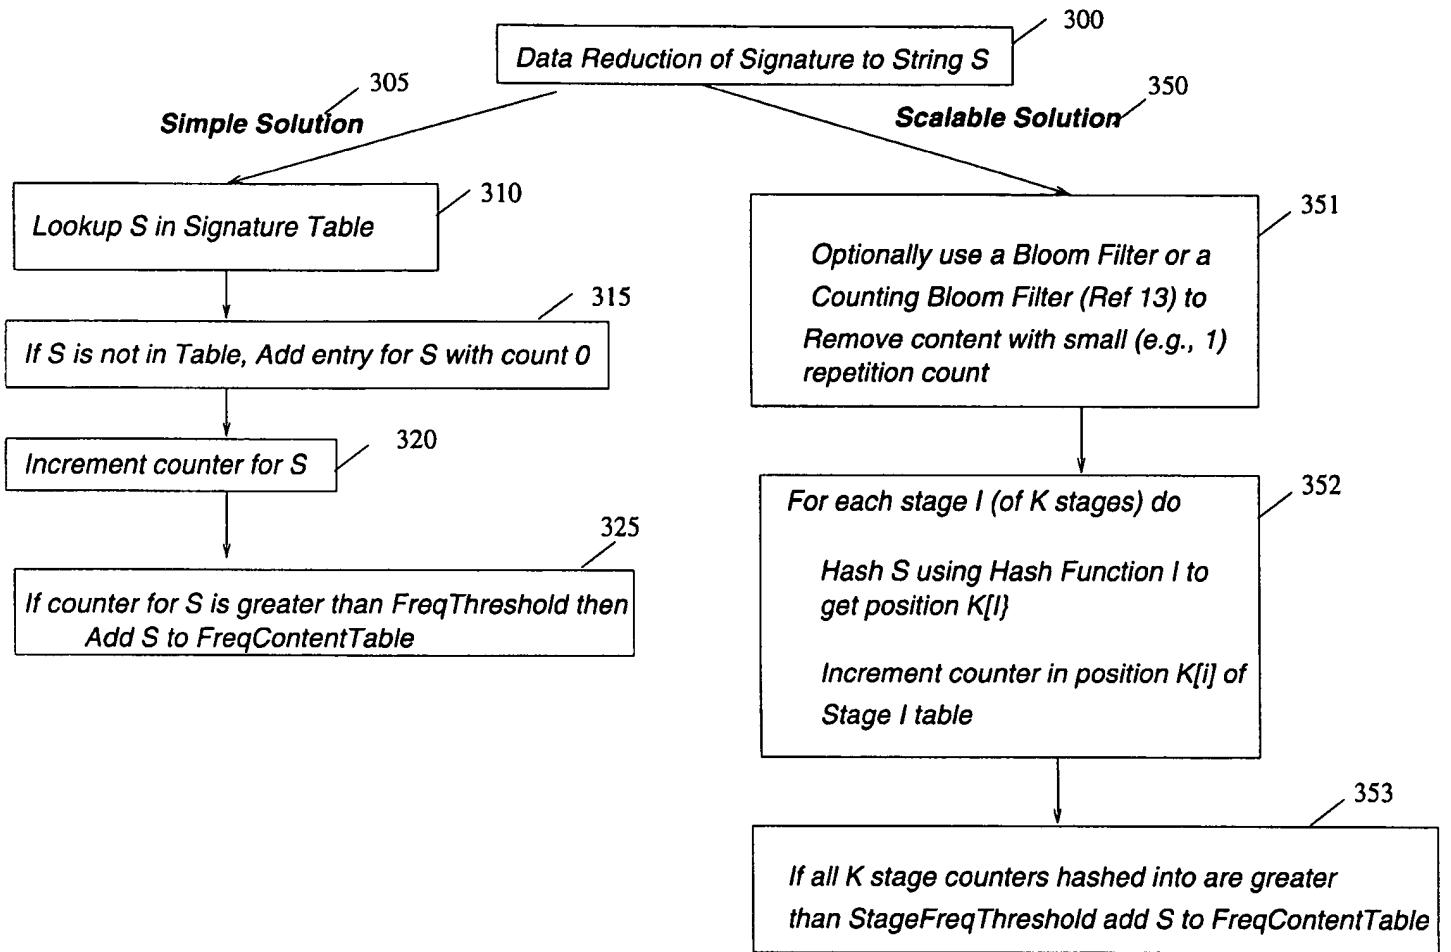 300
Data Reduction of Signature to String S
305
Simple Solution
350
Scalable Solution
310
Lookup S in Signature Table
315
If S is not in Table, Add entry for S with count 0
320
Increment counter for S
325
If counter for S is greater than FreqThreshold then
Add S to FreqContentTable
351
Optionally use a Bloom Filter or a
Counting Bloom Filter (Ref 13) to
Remove content with small (e.g., 1)
repetition count
352
For each stage I (of K stages) do
Hash S using Hash Function I to
get position K[I}
Increment counter in position K[i] of
Stage I table
353
If all K stage counters hashed into are greater
than StageFreqThreshold add S to FreqContentTable